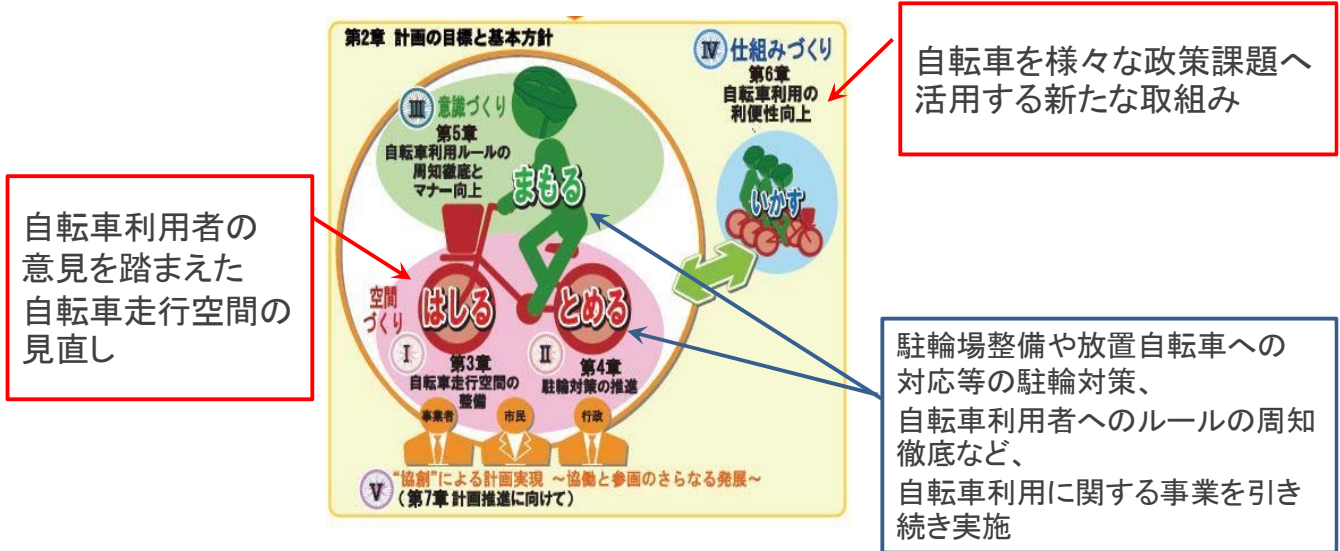 第2章 計画の目標と基本方針
Ⅳ 仕組みづくり
第6章
自転車利用の
利便性向上
いかす
Ⅲ 意識づくり
第5章
自転車利用ルールの
周知徹底と
マナー向上
まもる
空間
づくり
はしる
とめる
Ⅰ
第3章
自転車走行空間の
整備
Ⅱ
第4章
駐輪対策の推進
事業者
市民
行政
Ⅴ “協創”による計画実現 ~協働と参画のさらなる発展~
(第7章 計画推進に向けて)
自転車を様々な政策課題へ
活用する新たな取組み
自転車利用者の
意見を踏まえた
自転車走行空間の
見直し
駐輪場整備や放置自転車への
対応等の駐輪対策、
自転車利用者へのルールの周知
徹底など、
自転車利用に関する事業を引き
続き実施